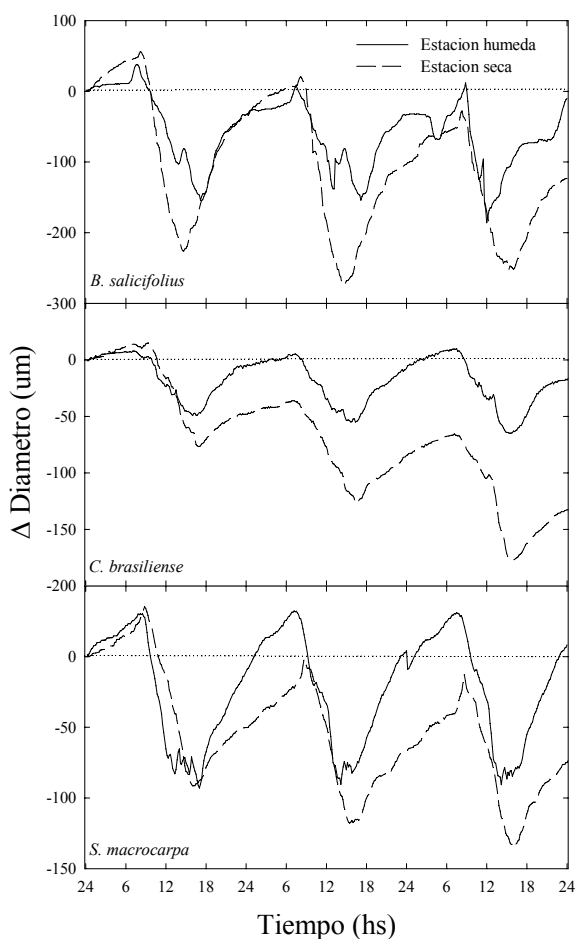 100
0
-100
-200
-300
Estacion humeda
Estacion seca
B. salicifolius
0
-50
-100
-150
-200
C. brasiliense
0
-50
-100
-150
S. macrocarpa
Δ Diametro (um)
24 6 12 18 24 6 12 18 24 6 12 18 24
Tiempo (hs)